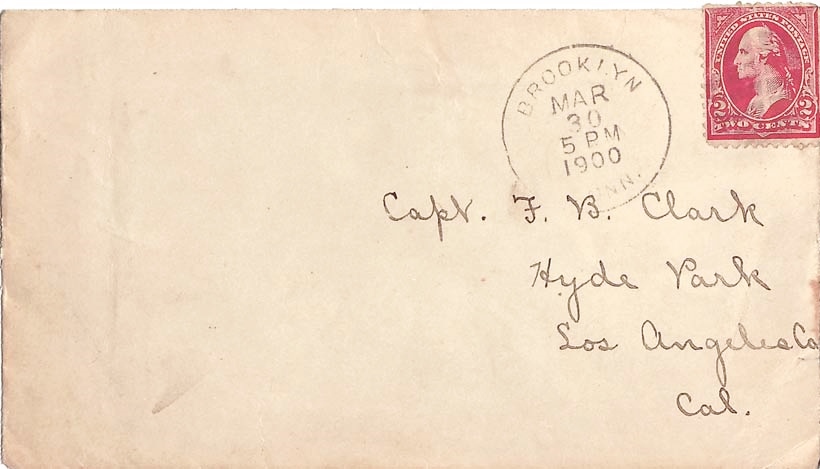 UNITED STATES POSTAGE
2 2
TWO CENTS
BROOKLYN
MAR
30
5 PM
1900
Capt. F. B. Clark
Hyde Park
Los Angeles Co
Cal.